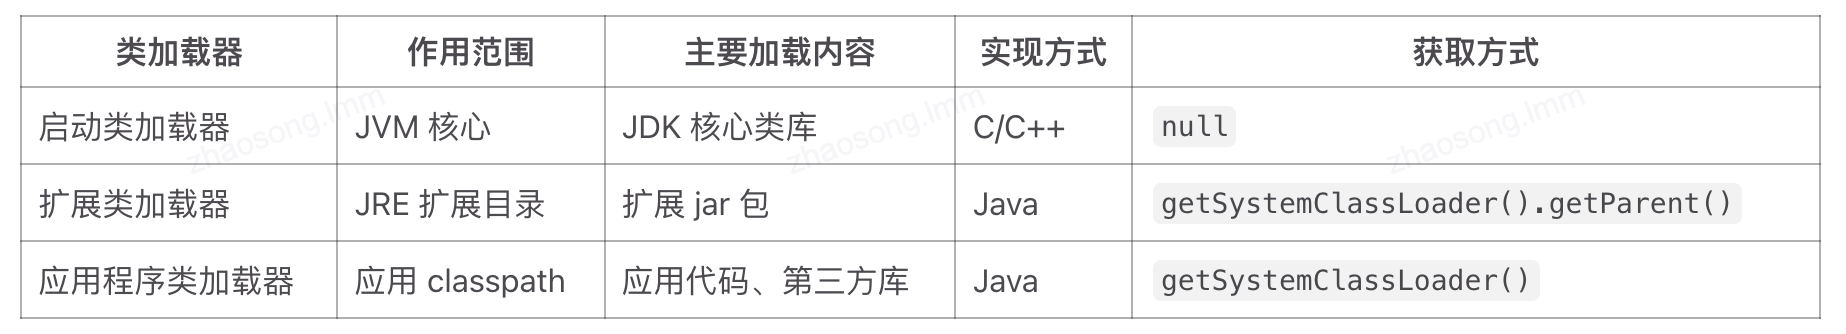 类加载器 作用范围 主要加载内容 实现方式 获取方式
启动类加载器 JVM 核心 JDK 核心类库 C/C++ null
扩展类加载器 JRE 扩展目录 扩展 jar 包 Java getSystemClassLoader().getParent()
应用程序类加载器 应用 classpath 应用代码、第三方库 Java getSystemClassLoader()
zhaosong.lmm zhaosong.lmm zhaosong.lmm